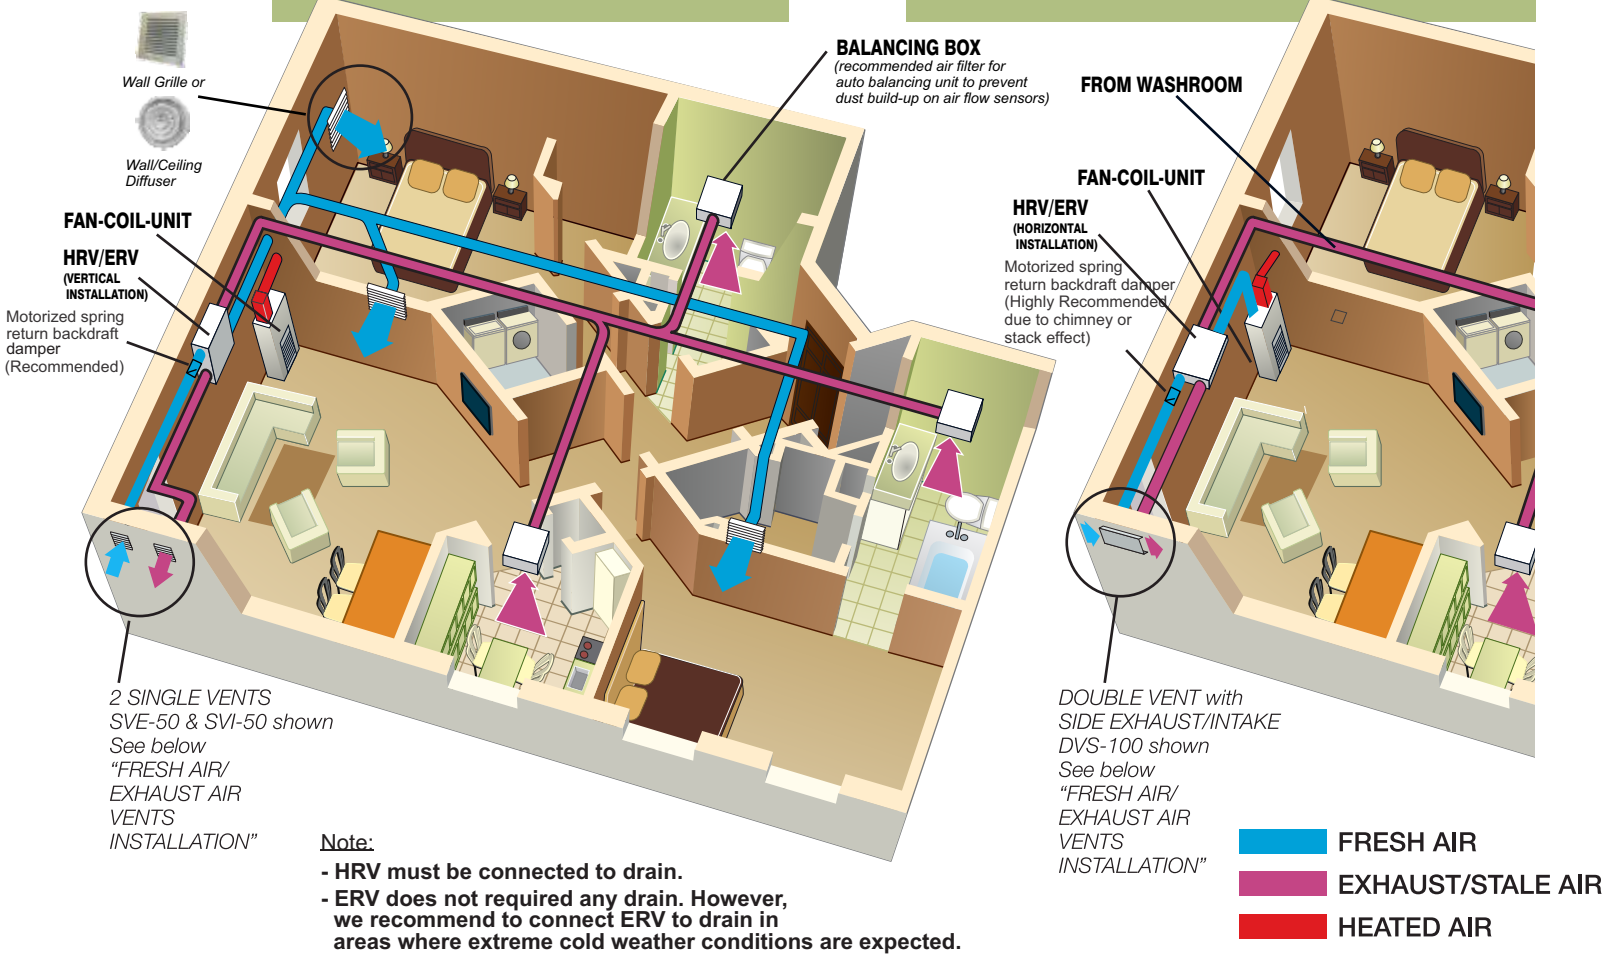 Wall Grille or
Wall/Ceiling
Diffuser
FAN-COIL-UNIT
HRV/ERV
(VERTICAL
INSTALLATION)
Motorized spring
return backdraft
damper
(Recommended)
BALANCING BOX
(recommended air filter for
auto balancing unit to prevent
dust build-up on air flow sensors)
FROM WASHROOM
FAN-COIL-UNIT
HRV/ERV
(HORIZONTAL
INSTALLATION)
Motorized spring
return backdraft damper
(Highly Recommended
due to chimney or
stack effect)
2 SINGLE VENTS
SVE-50 & SVI-50 shown
See below
“FRESH AIR/
EXHAUST AIR
VENTS
INSTALLATION”
DOUBLE VENT with
SIDE EXHAUST/INTAKE
DVS-100 shown
See below
“FRESH AIR/
EXHAUST AIR
VENTS
INSTALLATION”
Note:
- HRV must be connected to drain.
- ERV does not required any drain. However,
we recommend to connect ERV to drain in
areas where extreme cold weather conditions are expected.
FRESH AIR
EXHAUST/STALE AIR
HEATED AIR